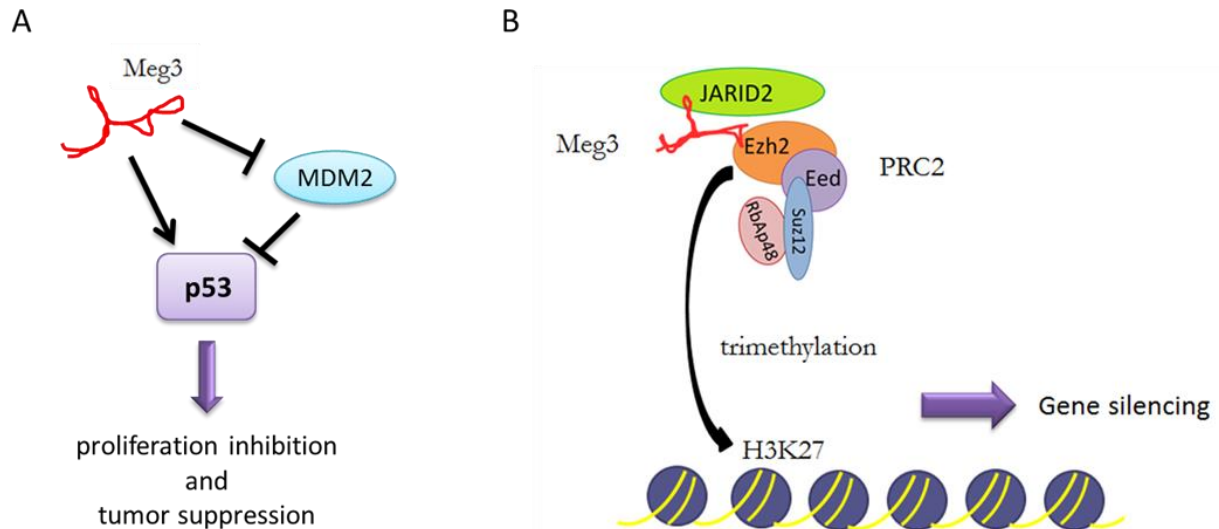 A
Meg3
MDM2
p53
proliferation inhibition
and
tumor suppression
B
JARID2
Meg3
Ezh2
Eed
PRC2
RbAp48
Suz12
trimethylation
Gene silencing
H3K27